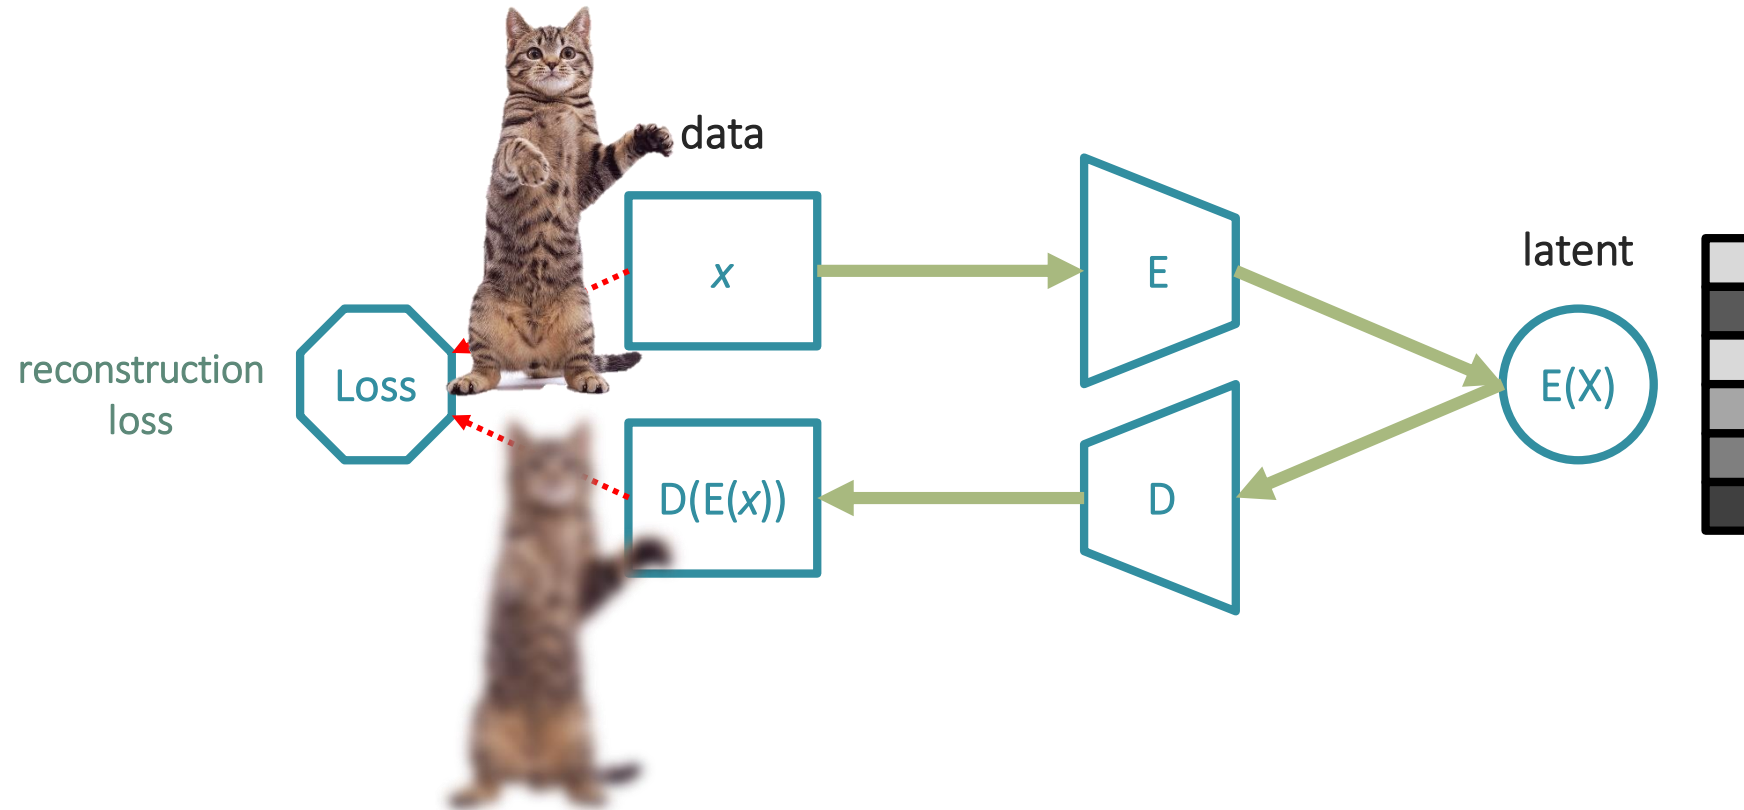 data
x
E
latent
reconstruction
loss
Loss
E(X)
D(E(x))
D